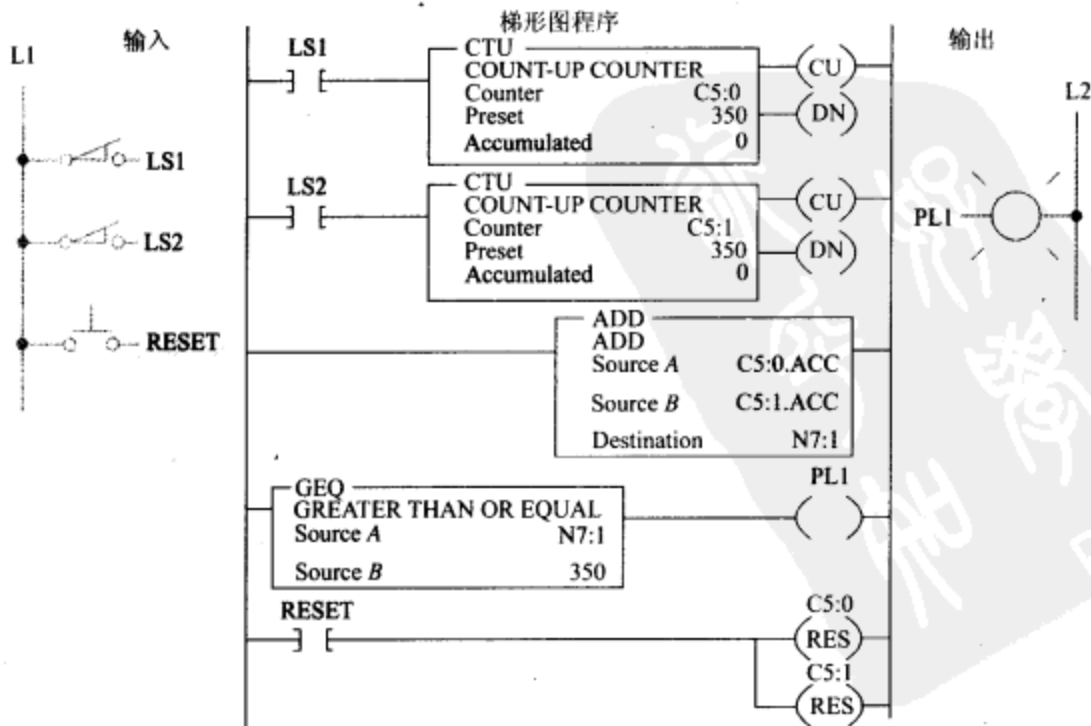 梯形图程序
输入
输出
L1
L2
LS1
LS2
RESET
LS1
CTU
COUNT-UP COUNTER
Counter C5:0
Preset 350
Accumulated 0
CU
DN
LS2
CTU
COUNT-UP COUNTER
Counter C5:1
Preset 350
Accumulated 0
CU
DN
PL1
ADD
ADD
Source A C5:0.ACC
Source B C5:1.ACC
Destination N7:1
GEQ
GREATER THAN OR EQUAL
Source A N7:1
Source B 350
PL1
RESET
C5:0
RES
C5:1
RES